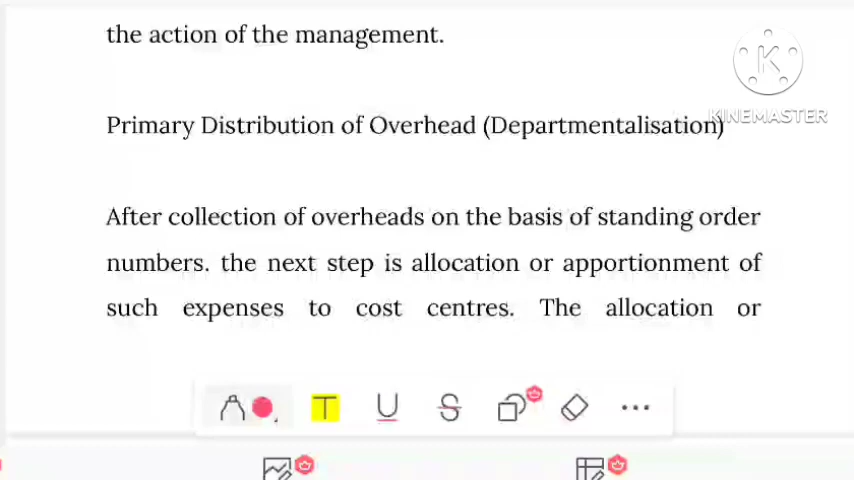 the action of the management.
KINEMASTER
Primary Distribution of Overhead (Departmentalisation)
After collection of overheads on the basis of standing order
numbers. the next step is allocation or apportionment of
such expenses to cost centres. The allocation or